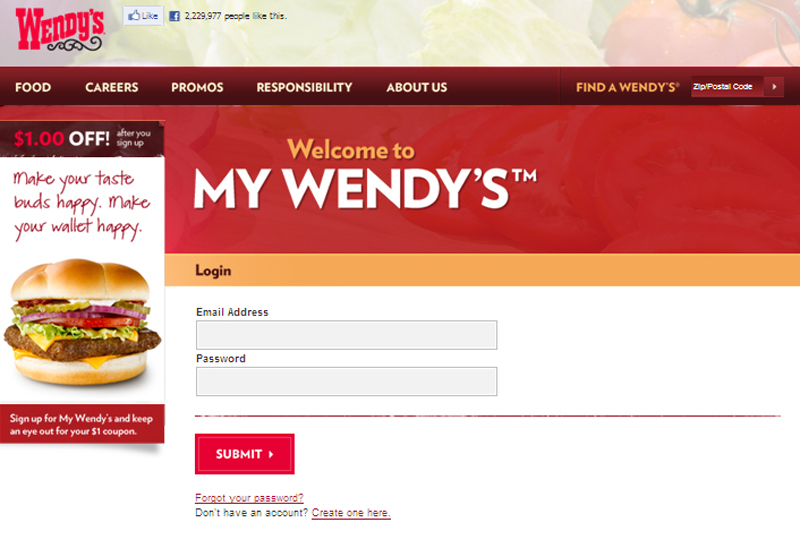 Wendy's
Like
2,229,977 people like this.
FOOD CAREERS PROMOS RESPONSIBILITY ABOUT US FIND A WENDY'S® Zip/Postal Code
$1.00 OFF! after you
sign up
Make your taste
buds happy. Make
your wallet happy.
Sign up for My Wendy's and keep
an eye out for your $1 coupon.
Welcome to
MY WENDY'S™
Login
Email Address
Password
SUBMIT
Forgot your password?
Don't have an account? Create one here.